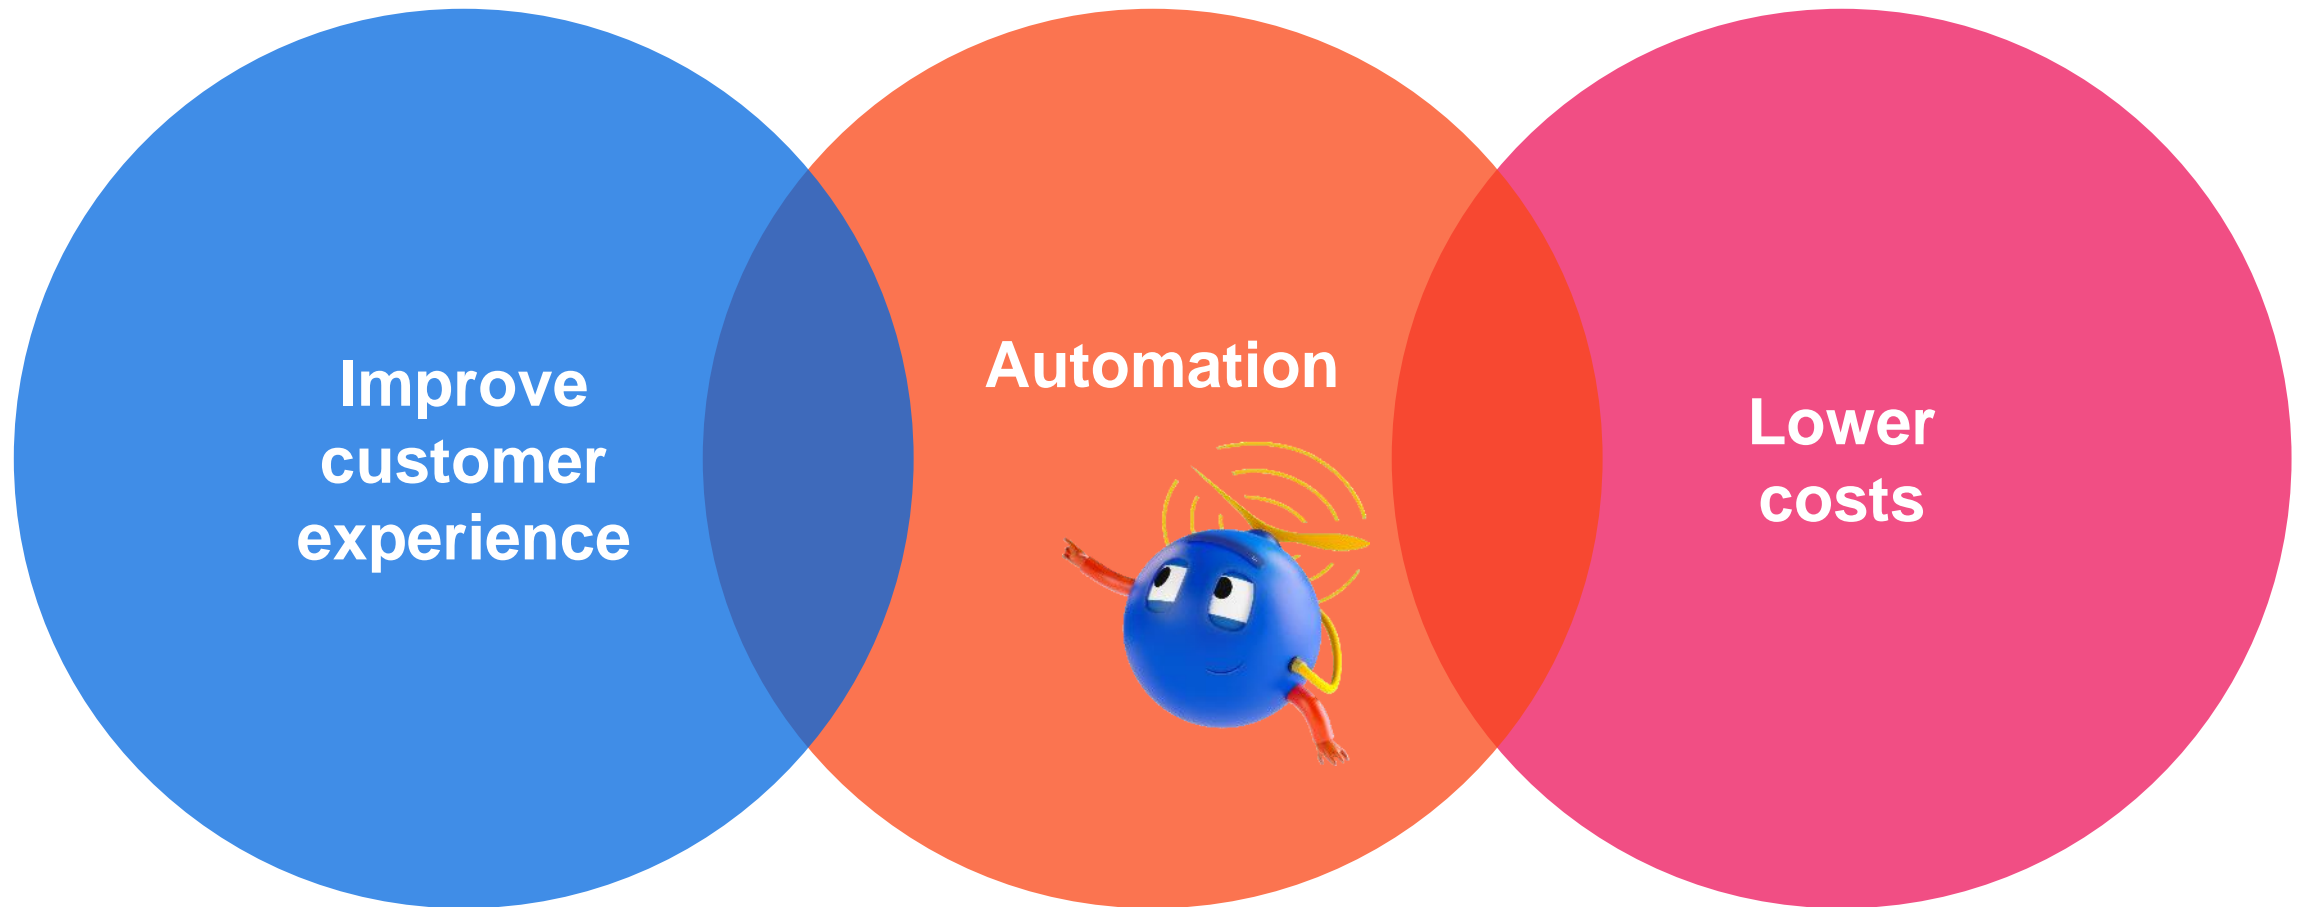 Improve
customer
experience
Automation
Lower
costs